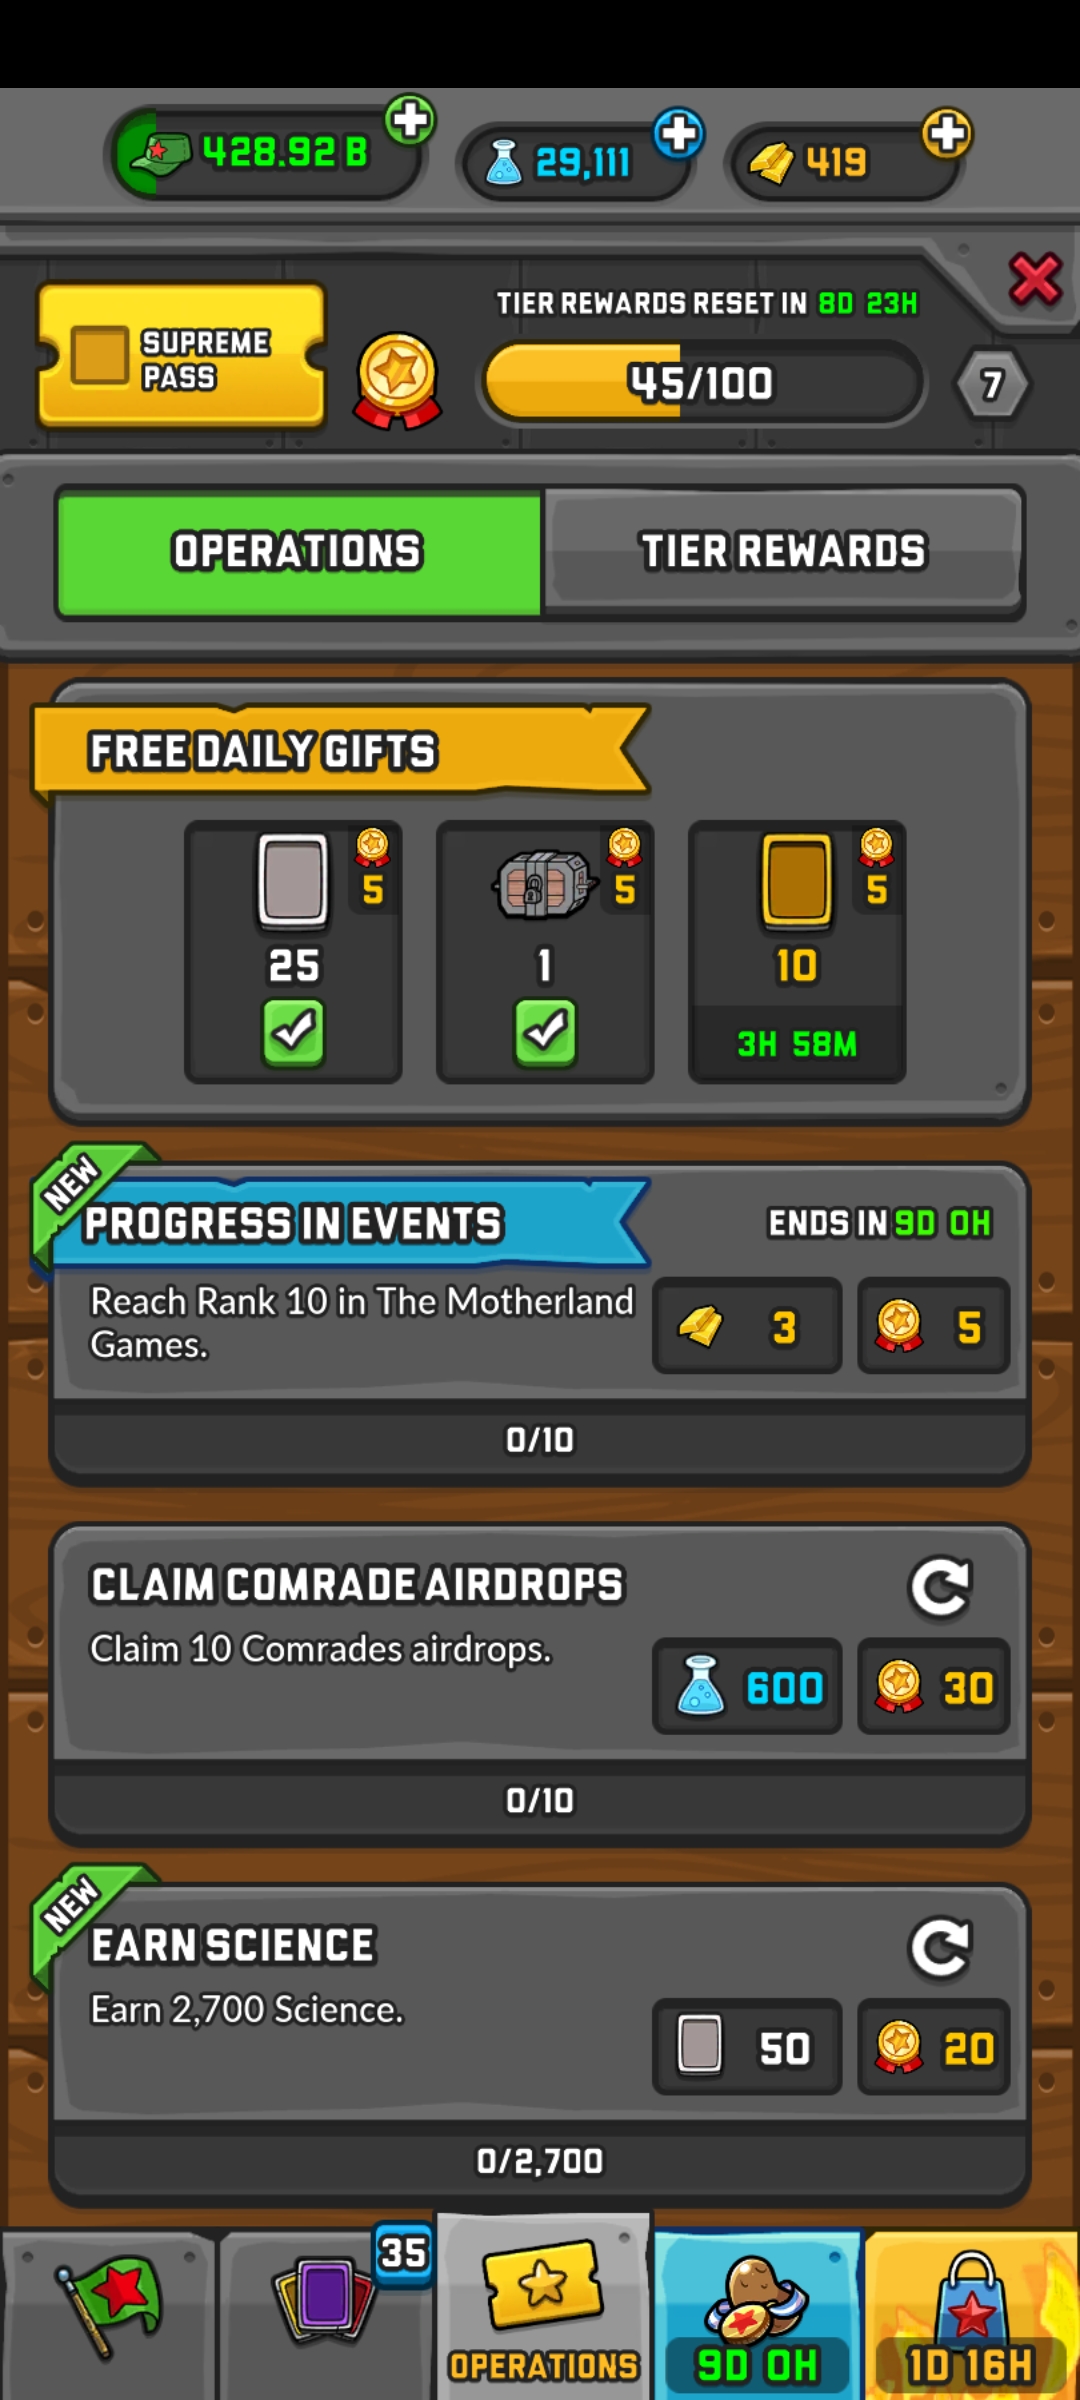 428.92 B
29,111
419
SUPREME
PASS
TIER REWARDS RESET IN 8D 23H
45/100
7
OPERATIONS
TIER REWARDS
FREE DAILY GIFTS
5
5
5
25
1
10
3H 58M
NEW
PROGRESS IN EVENTS
ENDS IN 9D 0H
Reach Rank 10 in The Motherland
Games.
3
5
0/10
CLAIM COMRADE AIRDROPS
Claim 10 Comrades airdrops.
600
30
0/10
NEW
EARN SCIENCE
Earn 2,700 Science.
50
20
0/2,700
35
OPERATIONS
9D 0H
1D 16H